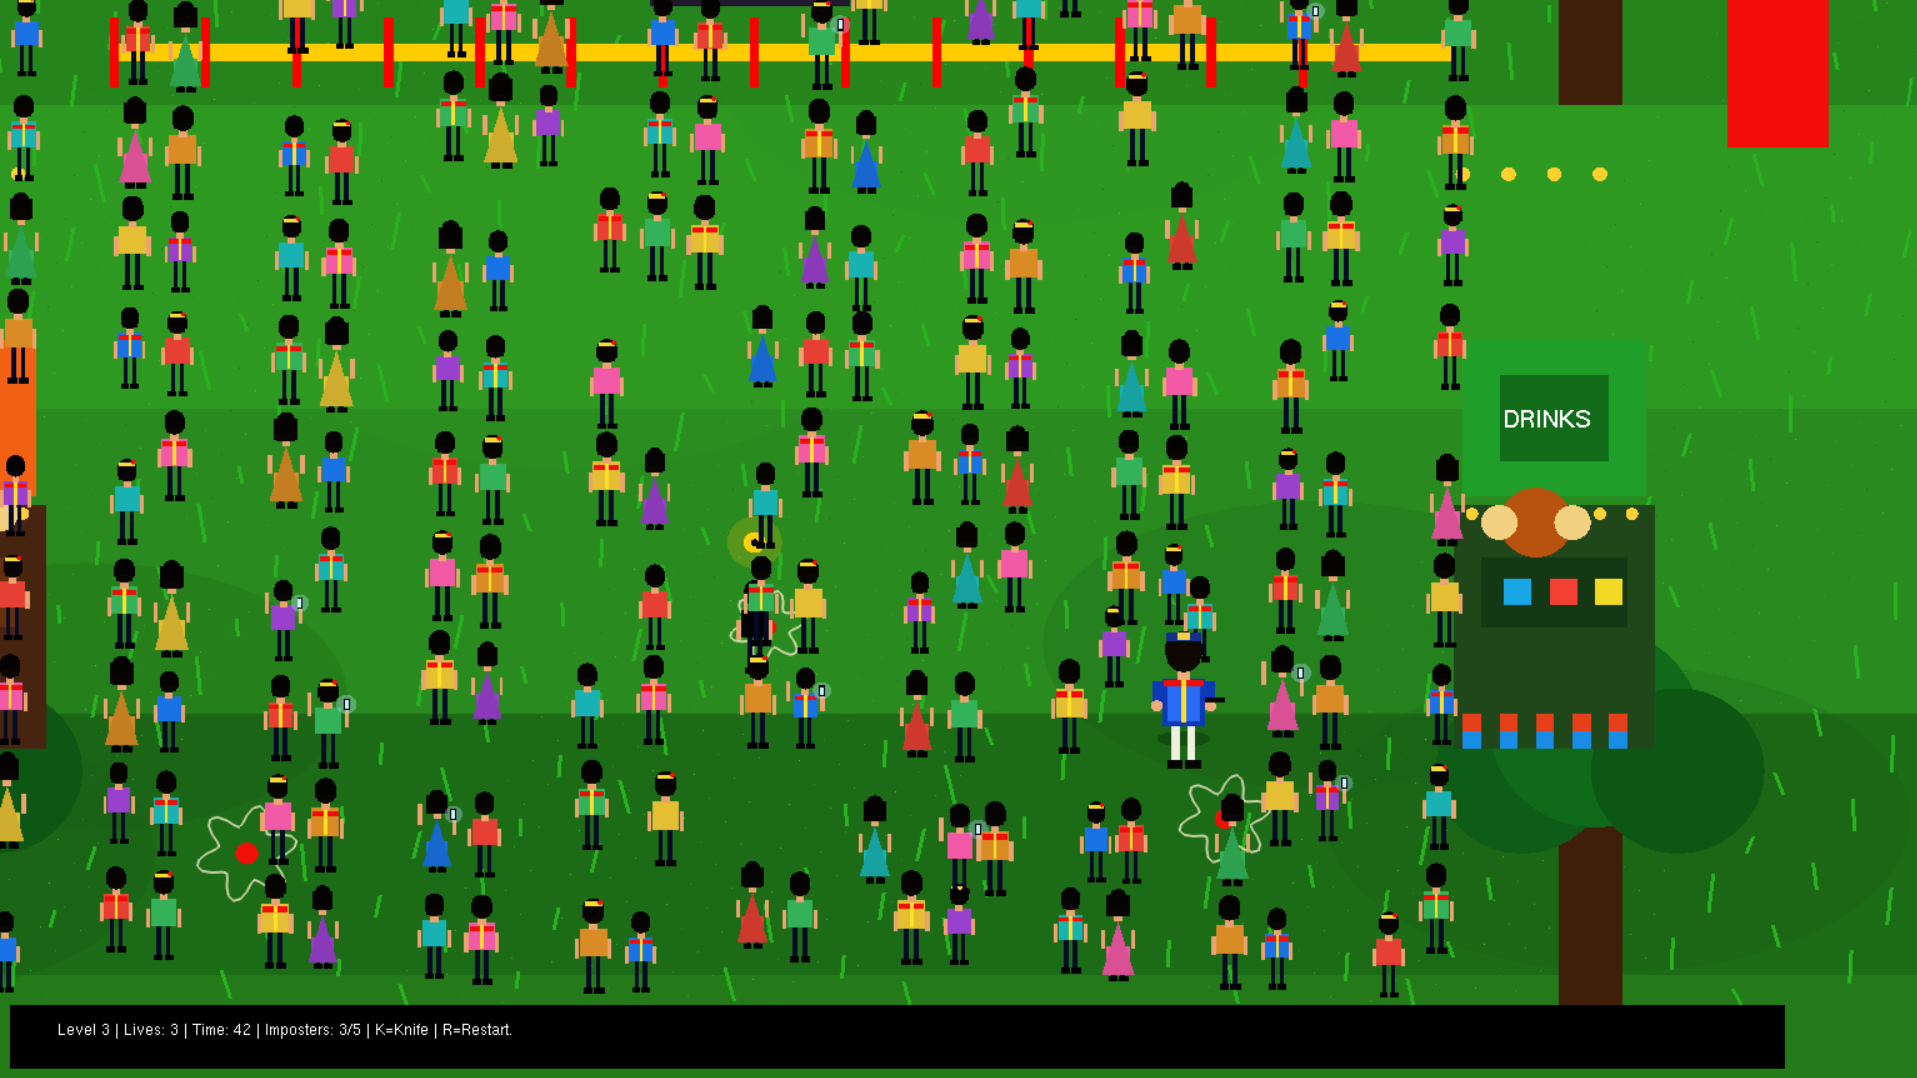 DRINKS
Level 3 | Lives: 3 | Time: 42 | Imposters: 3/5 | K=Knife | R=Restart.